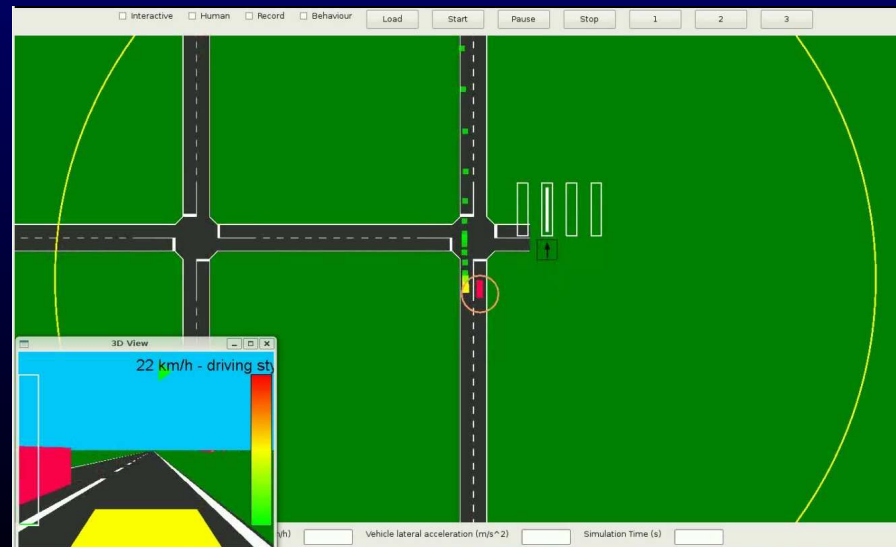 Interactive Human Record Behaviour Load Start Pause Stop 1 2 3
3D View
22 km/h - driving sty
/h) Vehicle lateral acceleration (m/s^2) Simulation Time (s)